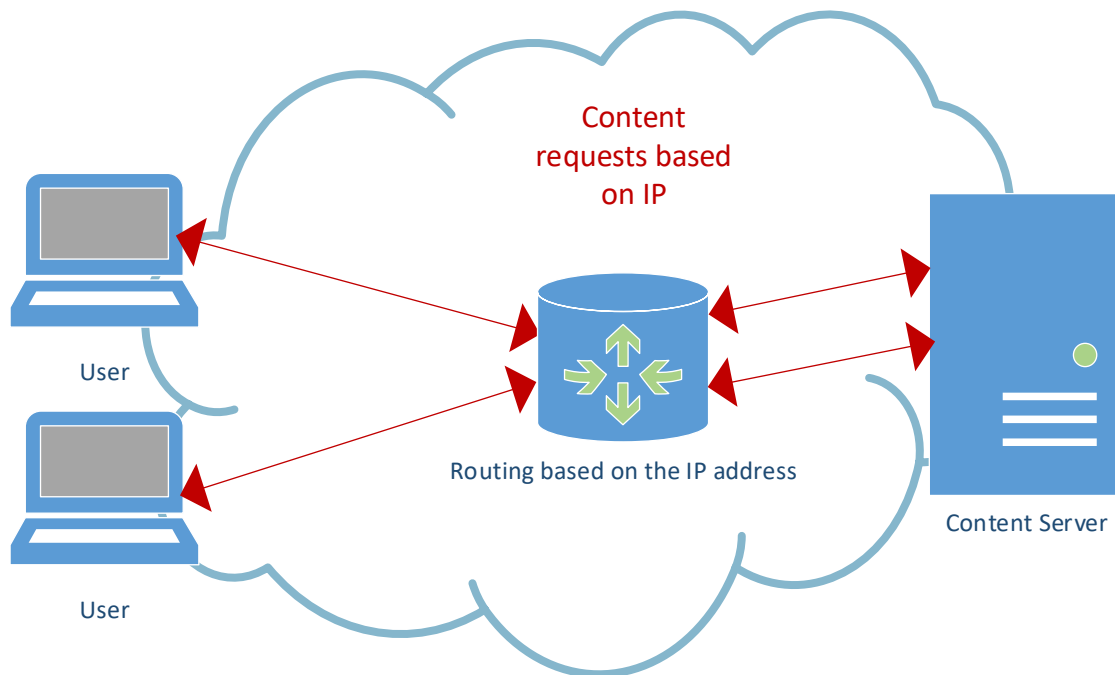 Content
requests based
on IP
User
Routing based on the IP address
Content Server
User